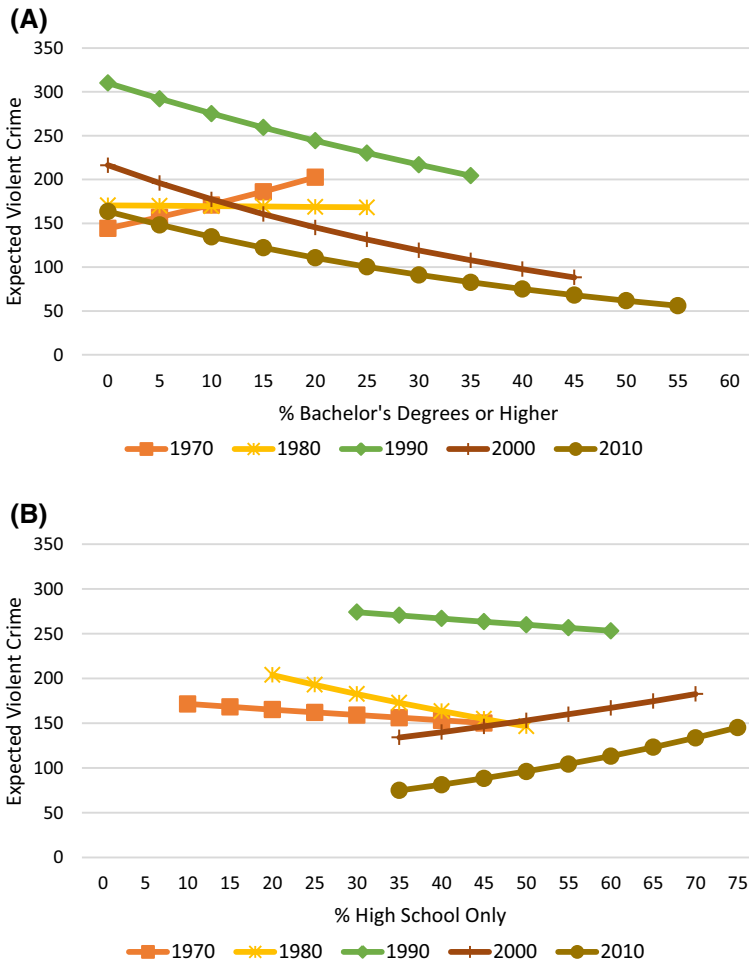 (A)
350
300
250
200
150
100
50
0
Expected Violent Crime
0 5 10 15 20 25 30 35 40 45 50 55 60
% Bachelor's Degrees or Higher
1970 1980 1990 2000 2010
(B)
350
300
250
200
150
100
50
0
Expected Violent Crime
0 5 10 15 20 25 30 35 40 45 50 55 60 65 70 75
% High School Only
1970 1980 1990 2000 2010